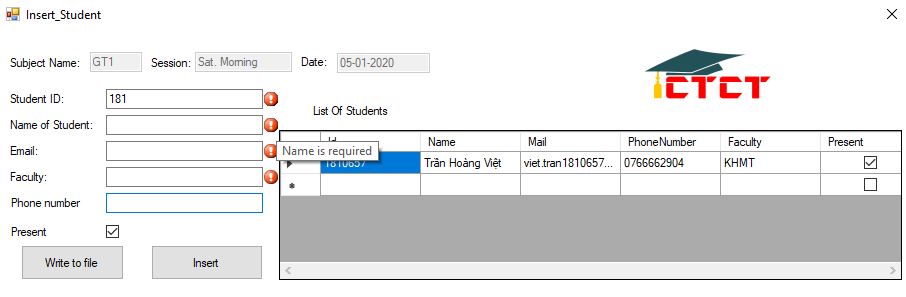 Insert_Student
Subject Name: GT1 Session: Sat. Morning Date: 05-01-2020
CTCT
Student ID: 181
List Of Students
Name of Student:
Name Mail PhoneNumber Faculty Present
Email:
Name is required
1810657 Trần Hoàng Việt viet.tran1810657... 0766662904 KHMT
Faculty:
Phone number
Present
Write to file Insert